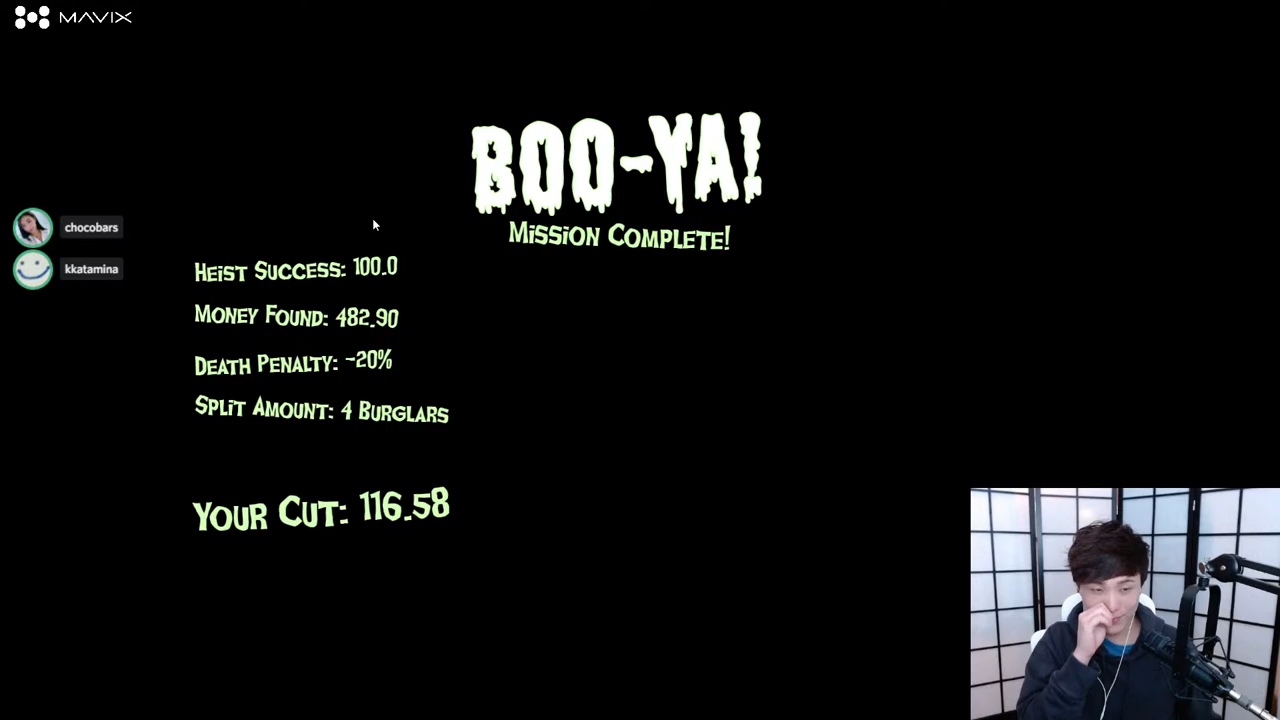 MAVIX
BOO-YA!
Mission Complete!
chocobars
kkatamina
Heist Success: 100.0
Money Found: 482.90
Death Penalty: -20%
Split Amount: 4 Burglars
Your Cut: 116.58